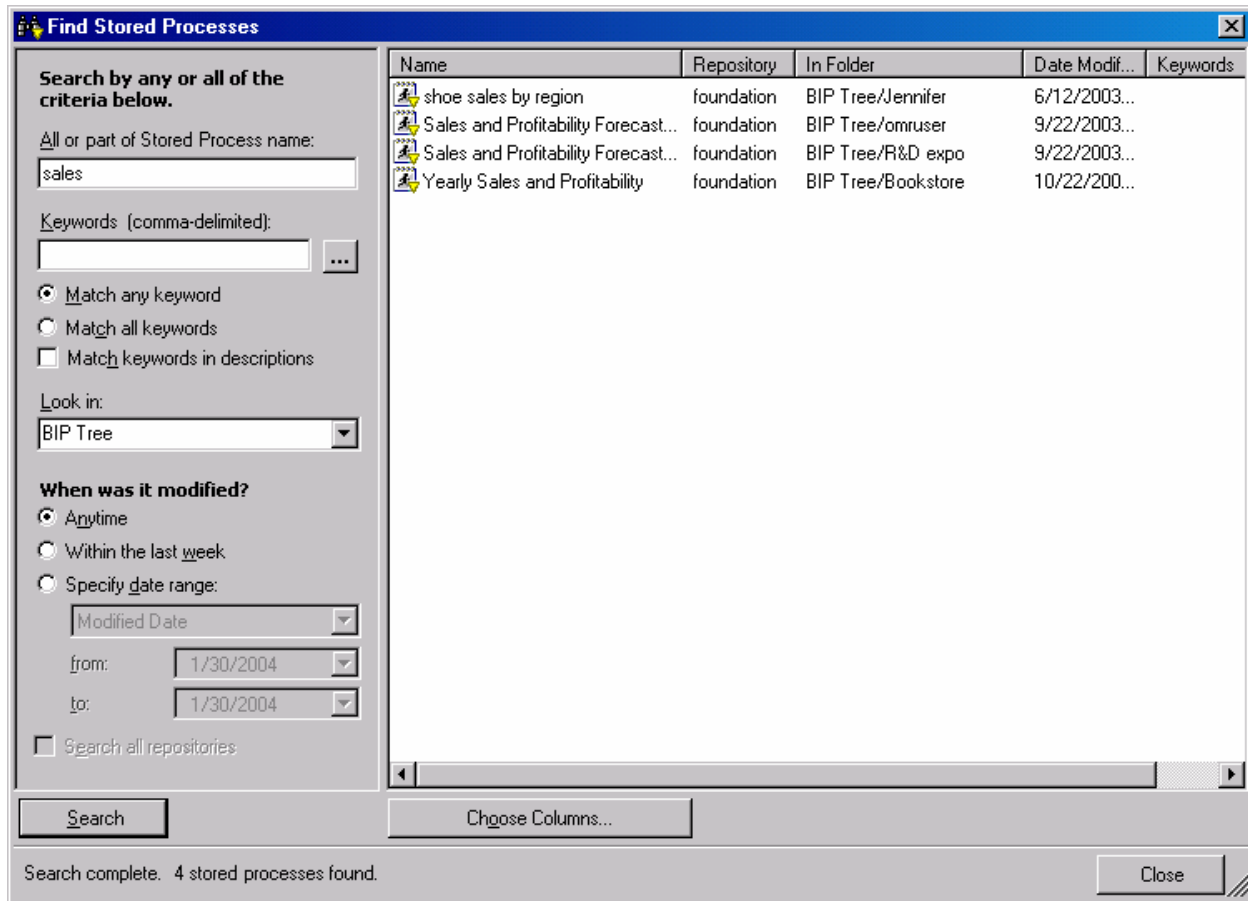 Find Stored Processes
Search by any or all of the
criteria below.
All or part of Stored Process name:
sales
Keywords (comma-delimited):
...
Match any keyword
Match all keywords
Match keywords in descriptions
Look in:
BIP Tree
When was it modified?
Anytime
Within the last week
Specify date range:
Modified Date
from: 1/30/2004
to: 1/30/2004
Search all repositories
Search
Name Repository In Folder Date Modif... Keywords
shoe sales by region foundation BIP Tree/Jennifer 6/12/2003...
Sales and Profitability Forecast... foundation BIP Tree/omruser 9/22/2003...
Sales and Profitability Forecast... foundation BIP Tree/R&D expo 9/22/2003...
Yearly Sales and Profitability foundation BIP Tree/Bookstore 10/22/200...
Choose Columns...
Search complete. 4 stored processes found.
Close